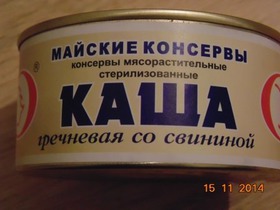 МАЙСКИЕ КОНСЕРВЫ
консервы мясорастительные
стерилизованные
®
КАША
гречневая со свининой
15 11 2014